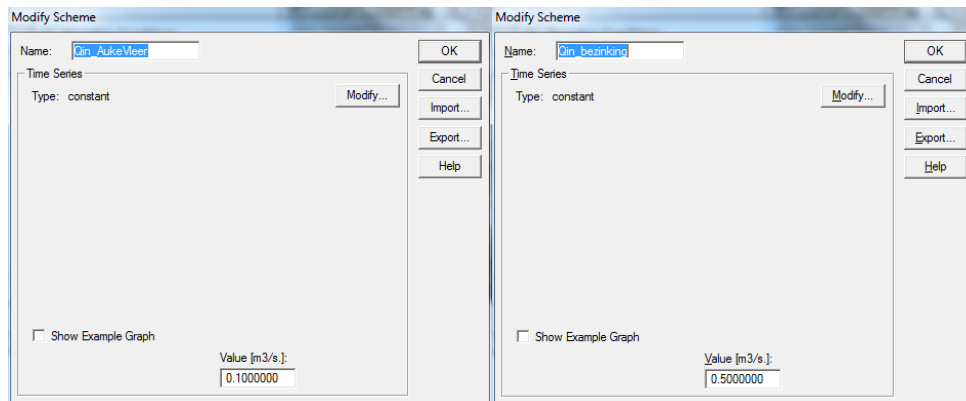 Modify Scheme
Name: Qin_AukeVleer
OK
Time Series
Cancel
Type: constant
Modify...
Import...
Export...
Help
Show Example Graph
Value [m3/s.]:
0.1000000
Modify Scheme
Name: Qin_bezinking
OK
Time Series
Cancel
Type: constant
Modify...
Import...
Export...
Help
Show Example Graph
Value [m3/s.]:
0.5000000